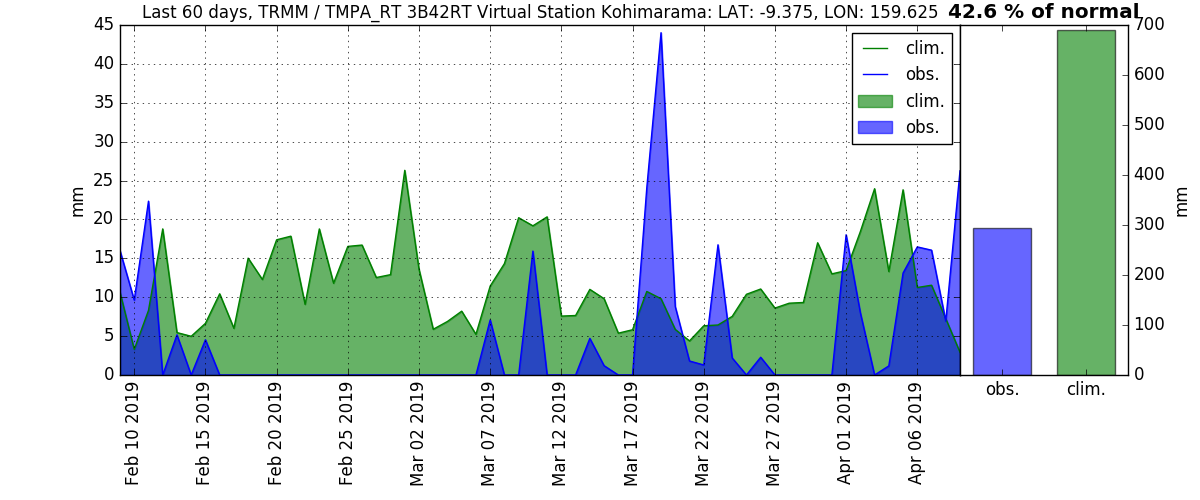 Last 60 days, TRMM / TMPA_RT 3B42RT Virtual Station Kohimarama: LAT: -9.375, LON: 159.625
42.6 % of normal
45
40
35
30
25
20
15
10
5
0
mm
clim.
obs.
clim.
obs.
Feb 10 2019
Feb 15 2019
Feb 20 2019
Feb 25 2019
Mar 02 2019
Mar 07 2019
Mar 12 2019
Mar 17 2019
Mar 22 2019
Mar 27 2019
Apr 01 2019
Apr 06 2019
700
600
500
400
300
200
100
0
mm
obs.
clim.